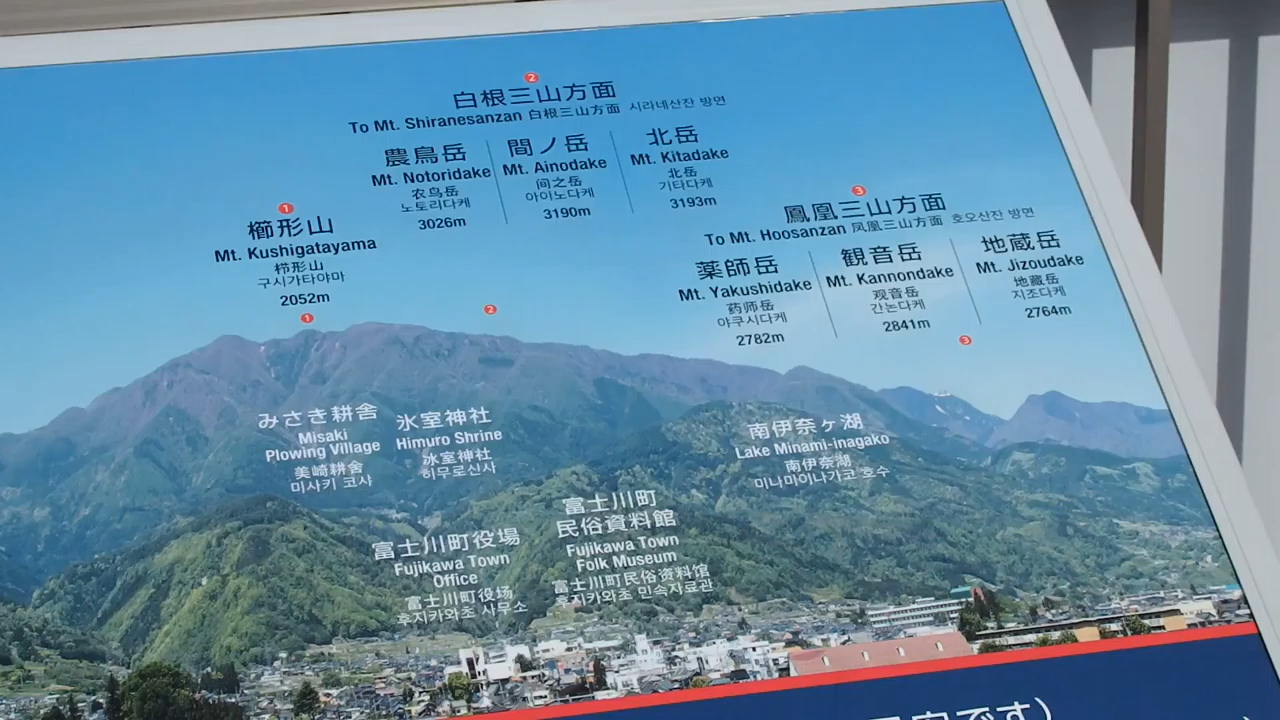 2
白根三山方面
To Mt. Shiranesanzan 白根三山方面 시라네산잔 방면
農鳥岳
Mt. Notoridake
农鸟岳
노토리다케
3026m
間ノ岳
Mt. Ainodake
间之岳
아이노다케
3190m
北岳
Mt. Kitadake
北岳
기타다케
3193m
1
櫛形山
Mt. Kushigatayama
栉形山
구시가타야마
2052m
1
2
3
鳳凰三山方面
To Mt. Hoosanzan 凤凰三山方面 호오산잔 방면
薬師岳
Mt. Yakushidake
药师岳
야쿠시다케
2782m
観音岳
Mt. Kannondake
观音岳
간논다케
2841m
地蔵岳
Mt. Jizoudake
地藏岳
지조다케
2764m
3
みさき耕舎
Misaki
Plowing Village
美崎耕舍
미사키 코샤
氷室神社
Himuro Shrine
氷室神社
히무로신사
南伊奈ヶ湖
Lake Minami-inagako
南伊奈湖
미나미이나가코 호수
富士川町役場
Fujikawa Town
Office
富士川町役场
후지카와초 사무소
富士川町
民俗資料館
Fujikawa Town
Folk Museum
富士川町民俗资料馆
후지카와초 민속자료관
です）